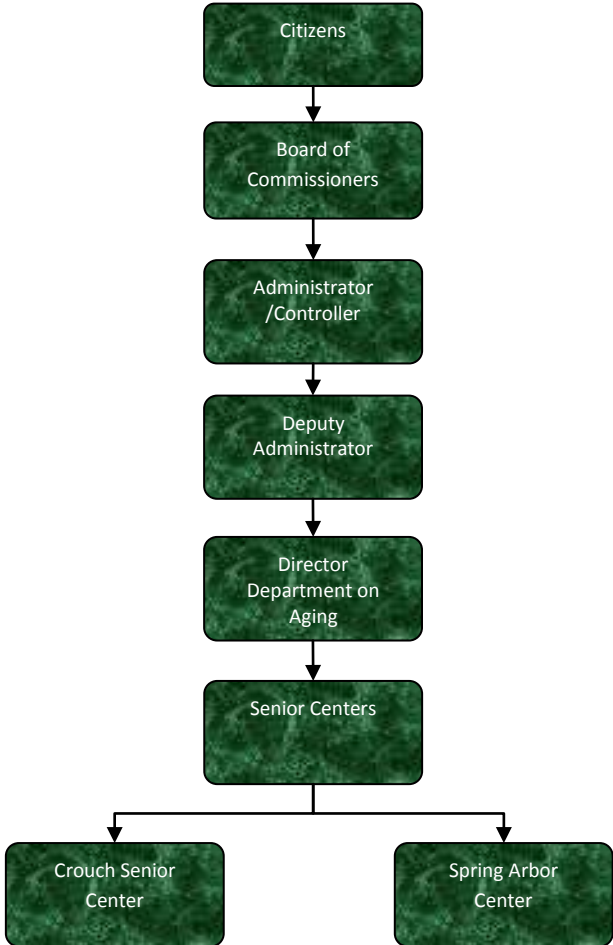 Citizens
Board of
Commissioners
Administrator
/Controller
Deputy
Administrator
Director
Department on
Aging
Senior Centers
Crouch Senior
Center
Spring Arbor
Center